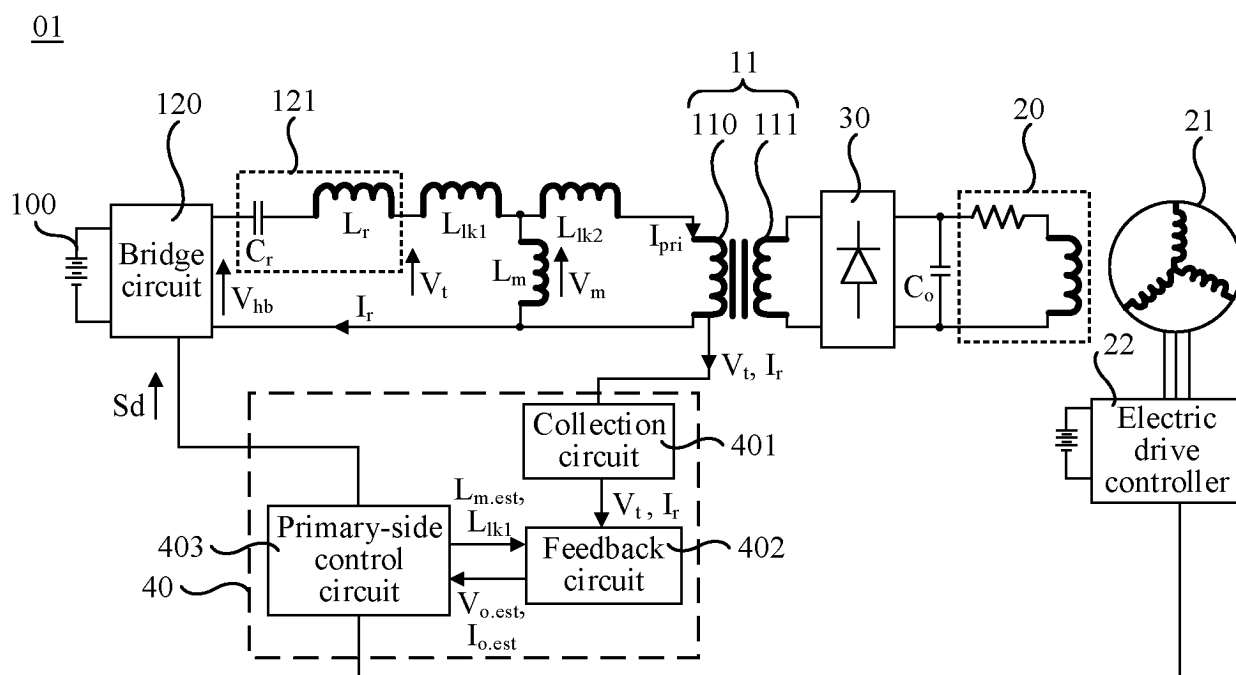 01
11
120
121
110
111
30
20
21
100
Bridge
circuit
C_r
L_r
L_lk1
L_lk2
I_pri
V_hb
V_t
L_m
V_m
I_r
C_o
V_t, I_r
22
Sd
Collection
circuit
401
Electric
drive
controller
L_m.est,
L_lk1
V_t , I_r
Primary-side
control
circuit
403
Feedback
circuit
402
40
V_o.est,
I_o.est